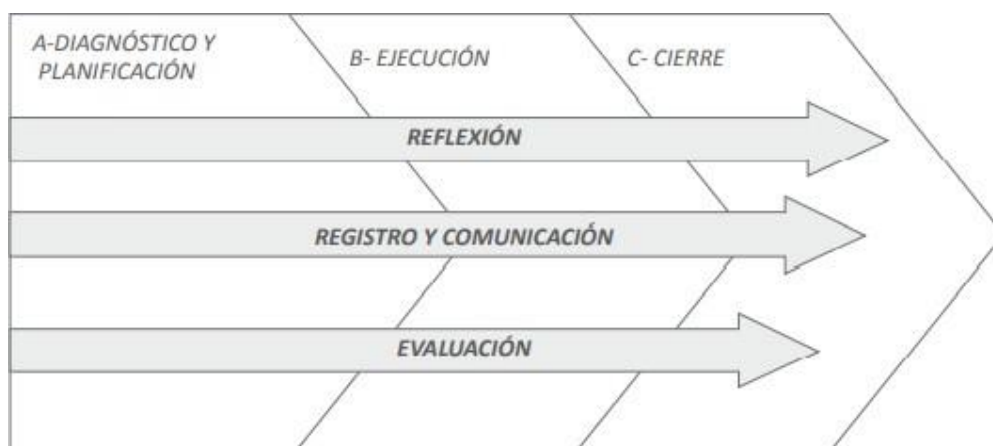 A-DIAGNÓSTICO Y
PLANIFICACIÓN
B- EJECUCIÓN
C- CIERRE
REFLEXIÓN
REGISTRO Y COMUNICACIÓN
EVALUACIÓN